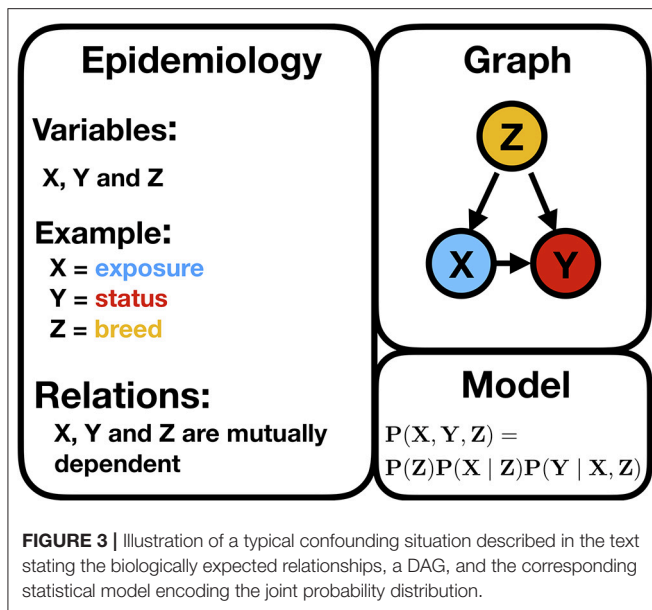 Epidemiology
Variables:
X, Y and Z
Example:
X = exposure
Y = status
Z = breed
Relations:
X, Y and Z are mutually
dependent
Graph
Z
X
Y
Model
P(X, Y, Z) =
P(Z)P(X | Z)P(Y | X, Z)
FIGURE 3 | Illustration of a typical confounding situation described in the text
stating the biologically expected relationships, a DAG, and the corresponding
statistical model encoding the joint probability distribution.